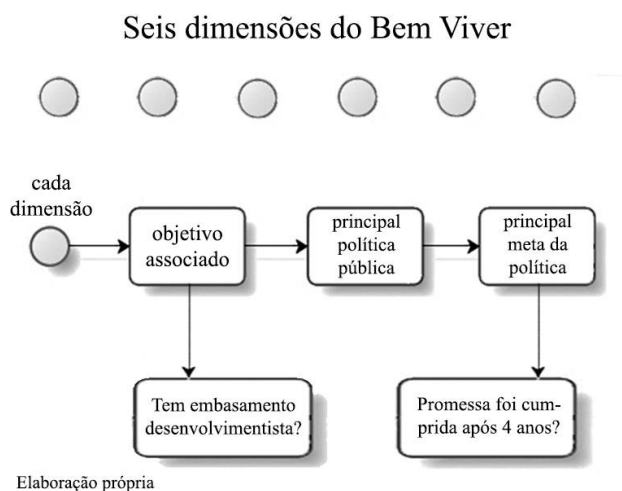 Seis dimensões do Bem Viver
cada
dimensão
objetivo
associado
principal
política
pública
principal
meta da
política
Tem embasamento
desenvolvimentista?
Promessa foi cum-
prida após 4 anos?
Elaboração própria